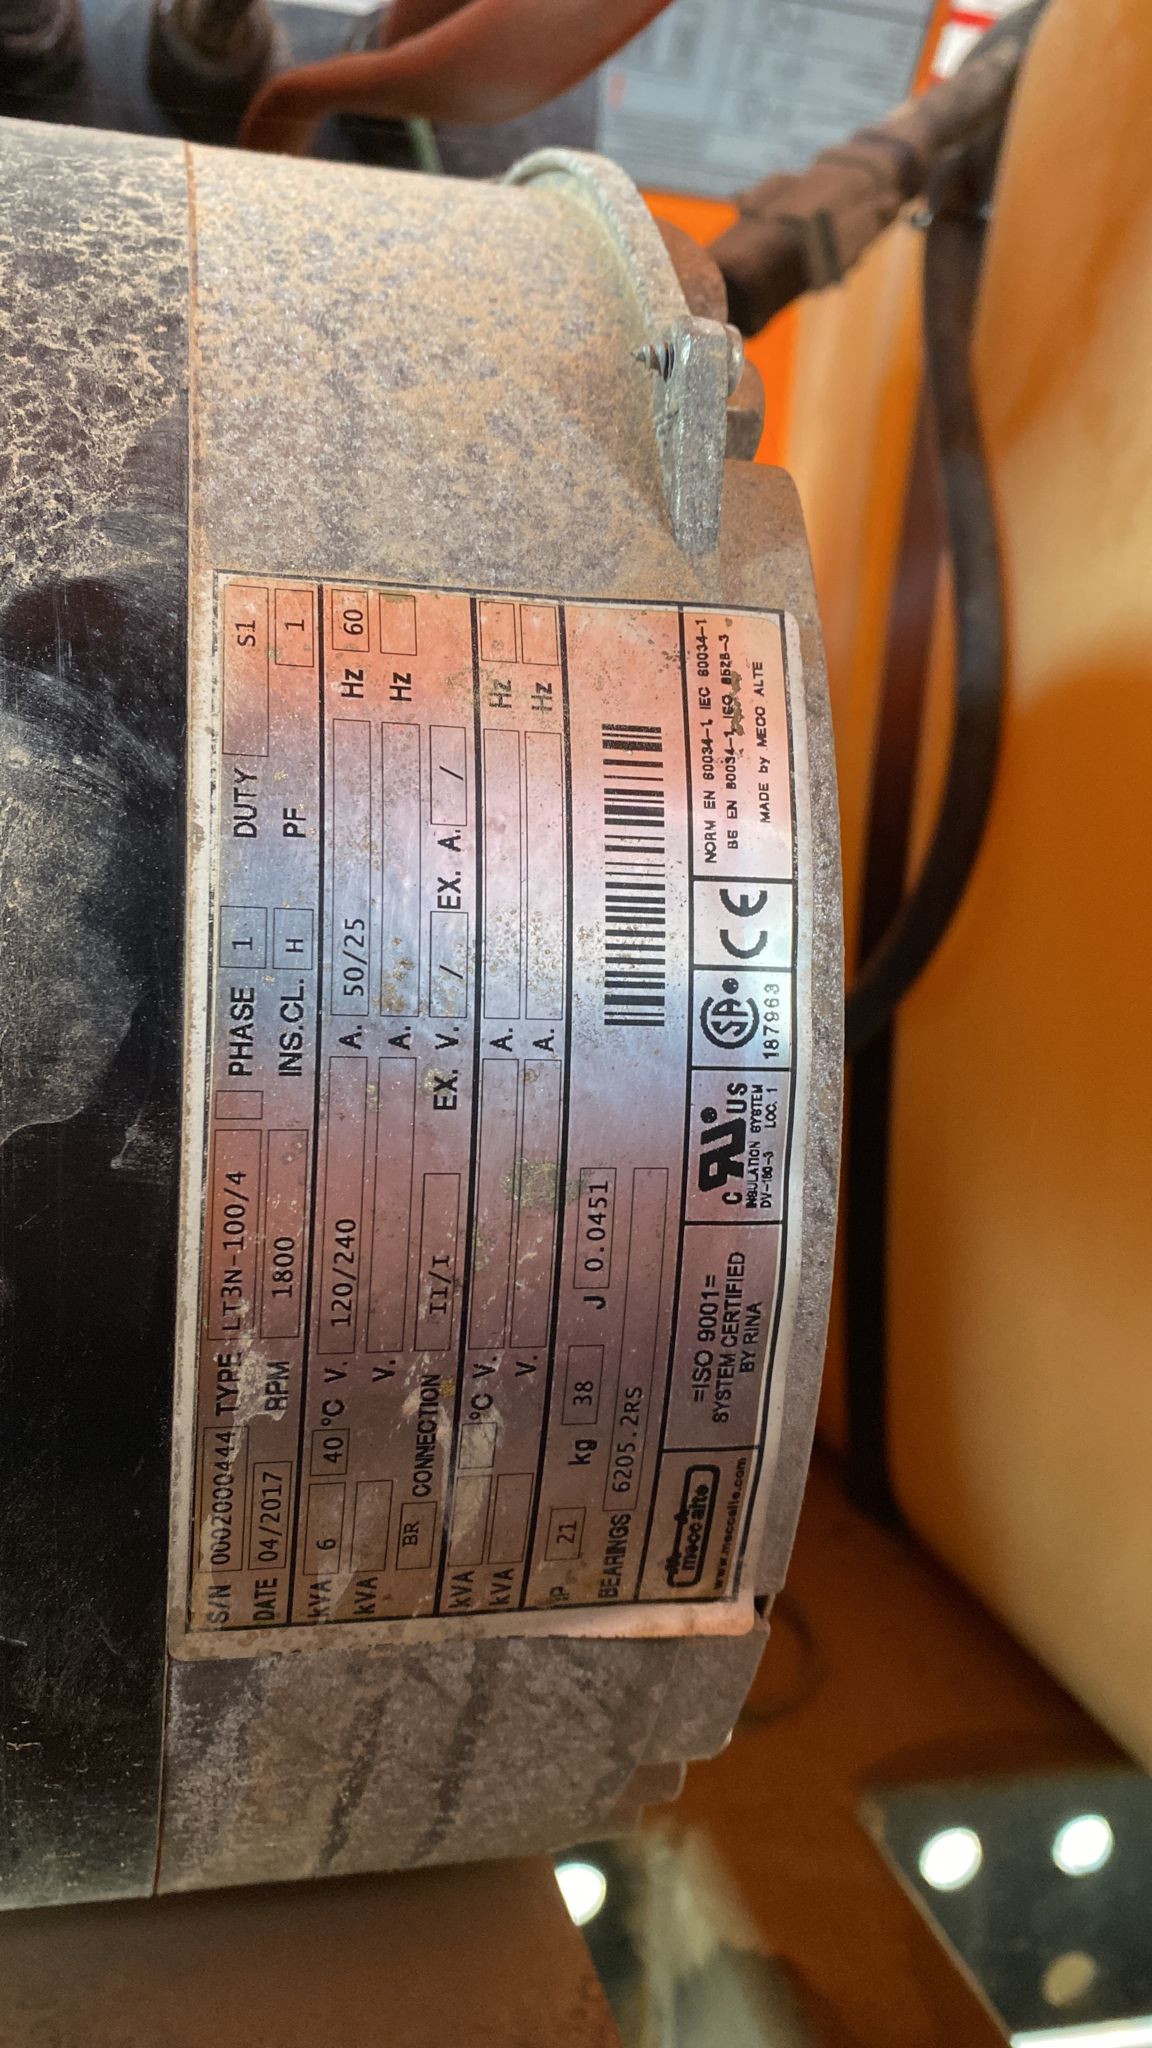 S/N 0002000444 TYPE LT3N-100/4 PHASE 1 DUTY S1
DATE 04/2017 RPM 1800 INS.CL. H PF 1
kVA 6 40 °C V. 120/240 A. 50/25 Hz 60
kVA V. A. Hz
BR CONNECTION I1/I EX. V. / EX. A. /
kVA °C V. A. Hz
kVA V. A. Hz
IP 21 kg 38 J 0.0451
BEARINGS 6205.2RS
meccalte
www.meccalte.com
=ISO 9001=
SYSTEM CERTIFIED
BY RINA
c US
INSULATION SYSTEM
DV-180-3 LOC. 1
SA
187963
CE
NORM EN 60034-1, IEC 60034-1
BE EN 60034-1, ISO 8528-3
MADE by MECC ALTE